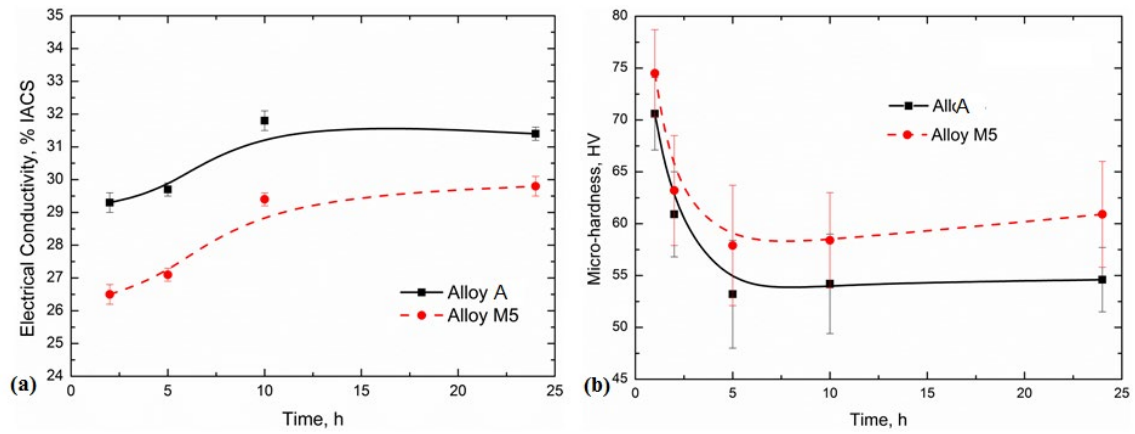 36
35
34
33
32
31
30
29
28
27
26
25
24
Electrical Conductivity, % IACS
Alloy A
Alloy M5
0 5 10 15 20 25
(a)
Time, h
80
75
70
65
60
55
50
45
Micro-hardness, HV
Alloy M5
0 5 10 15 20 25
(b)
Time, h